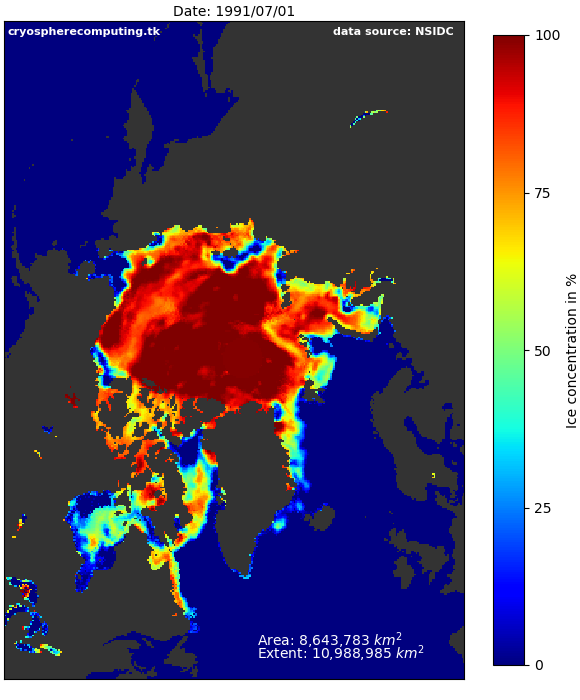 Date: 1991/07/01
cryospherecomputing.tk data source: NSIDC
100
75
50
25
0
Ice concentration in %
Area: 8,643,783 km²
Extent: 10,988,985 km²